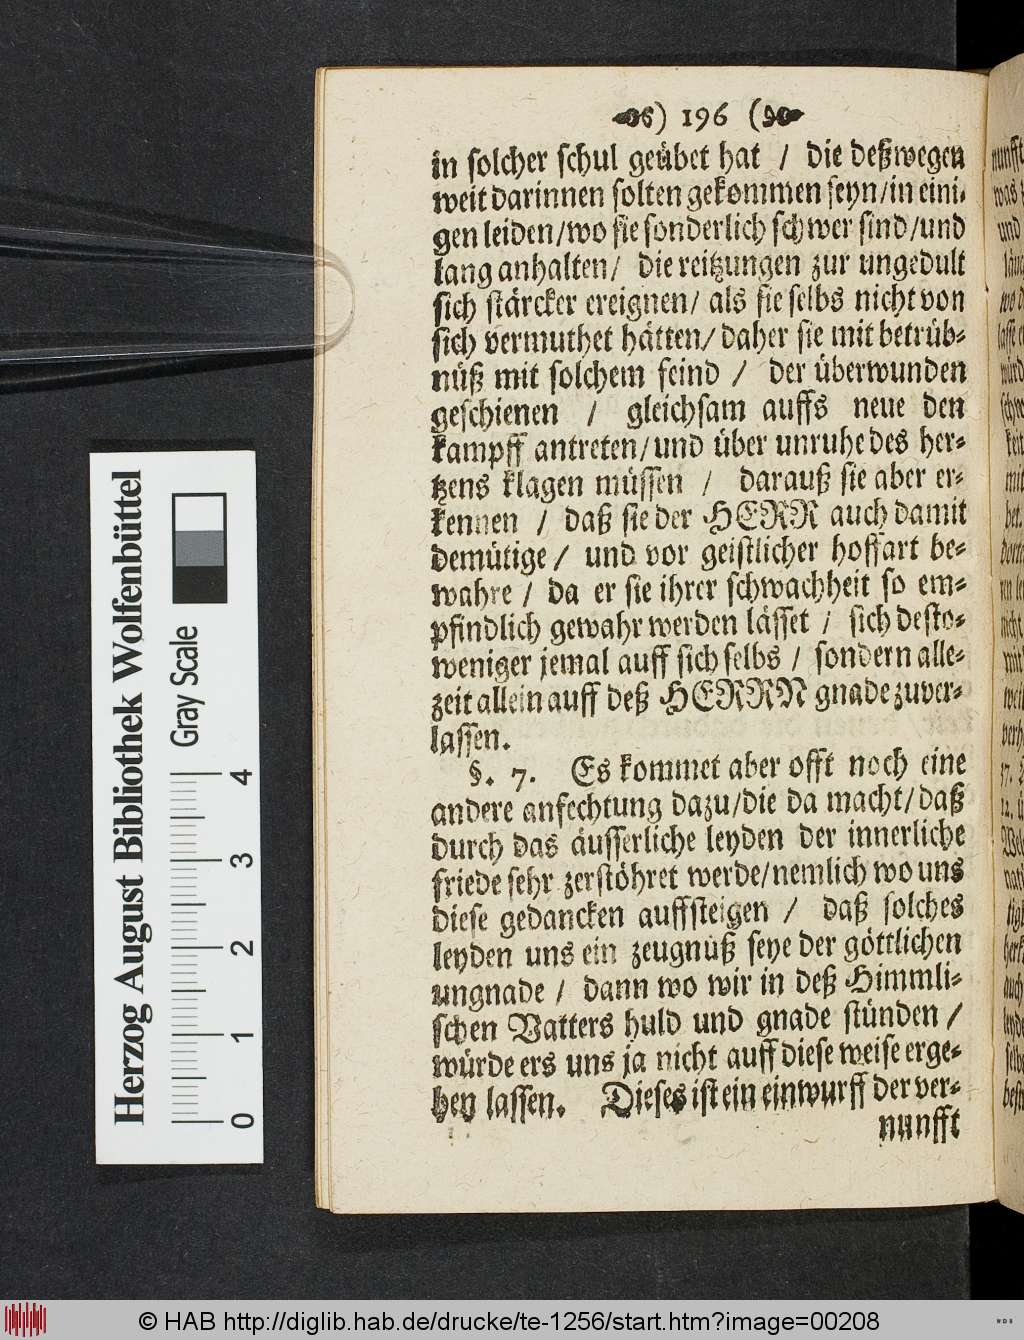 ) 196 (
in solcher schul geübet hat / die deßwegen
weit darinnen solten gekommen seyn/in eini-
gen leiden/wo sie sonderlich schwer sind/und
lang anhalten/ die reitzungen zur ungedult
sich stärcker ereignen/ als sie selbs nicht von
sich vermuthet hätten/ daher sie mit betrüb-
nüß mit solchem feind / der überwunden
geschienen / gleichsam auffs neue den
kampff antreten/und über unruhe des her-
tzens klagen müssen / darauß sie aber er-
kennen / daß sie der HERR auch damit
demütige / und vor geistlicher hoffart be-
wahre / da er sie ihrer schwachheit so em-
pfindlich gewahr werden lässet / sich desto-
weniger jemal auff sich selbs / sondern alle-
zeit allein auff deß HERRN gnade zuver-
lassen.
§. 7. Es kommet aber offt noch eine
andere anfechtung dazu/die da macht/daß
durch das äusserliche leyden der innerliche
friede sehr zerstöhret werde/nemlich wo uns
diese gedancken auffsteigen / daß solches
leyden uns ein zeugnüß seye der göttlichen
ungnade / dann wo wir in deß Himmli-
schen Vatters huld und gnade stünden /
würde ers uns ja nicht auff diese weise erge-
hen lassen. Dieses ist ein einwurff der ver-
nunfft
Herzog August Bibliothek Wolfenbüttel
Gray Scale
0 1 2 3 4
© HAB http://diglib.hab.de/drucke/te-1256/start.htm?image=00208